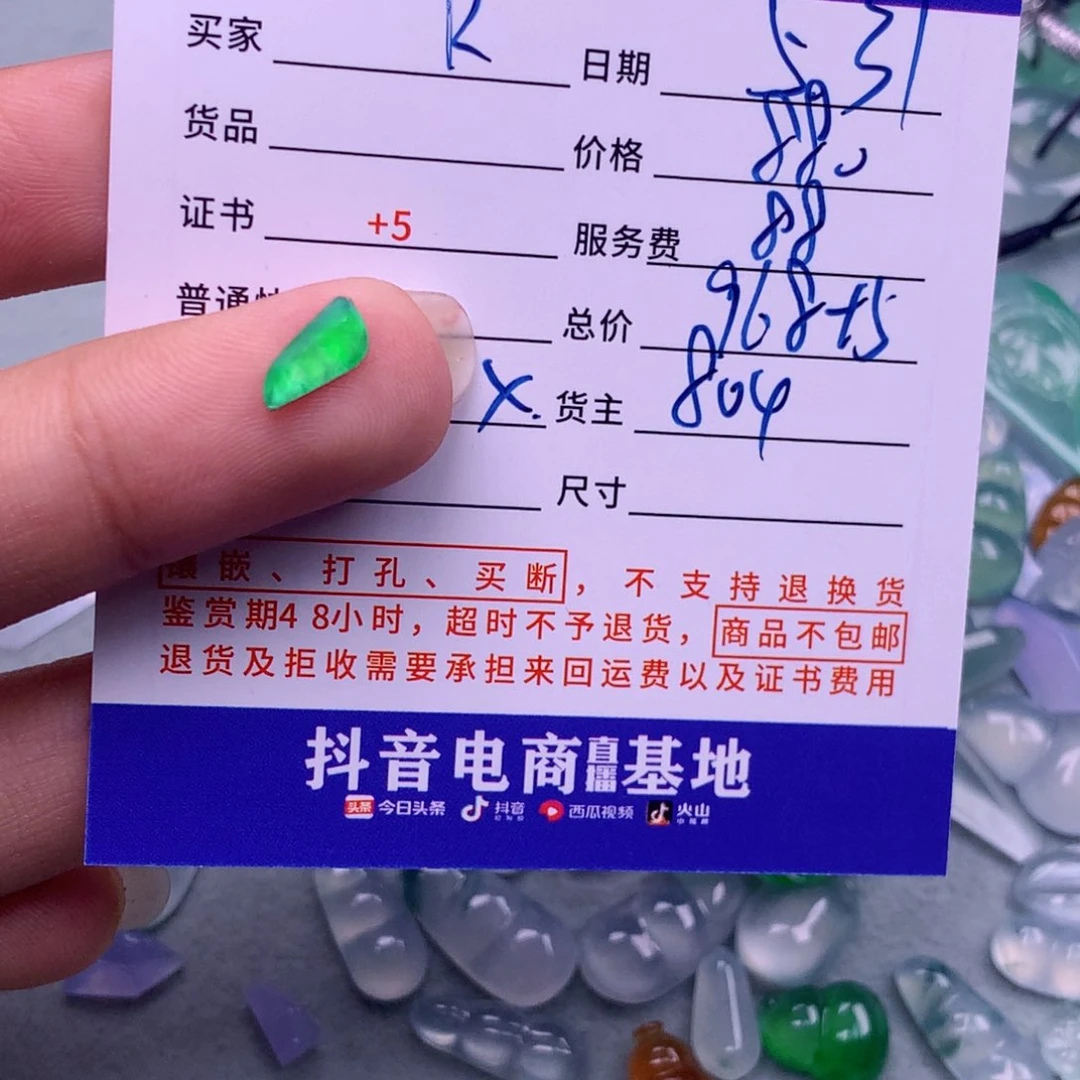 买家 R 日期 5.31
货品 价格 880
证书 +5 服务费 88
普通 总价 968+5
X. 货主 804
尺寸
镶嵌、打孔、买断，不支持退换货
鉴赏期48小时，超时不予退货，商品不包邮
退货及拒收需要承担来回运费以及证书费用
抖音电商直播基地
头条 今日头条 抖音 西瓜视频 火山